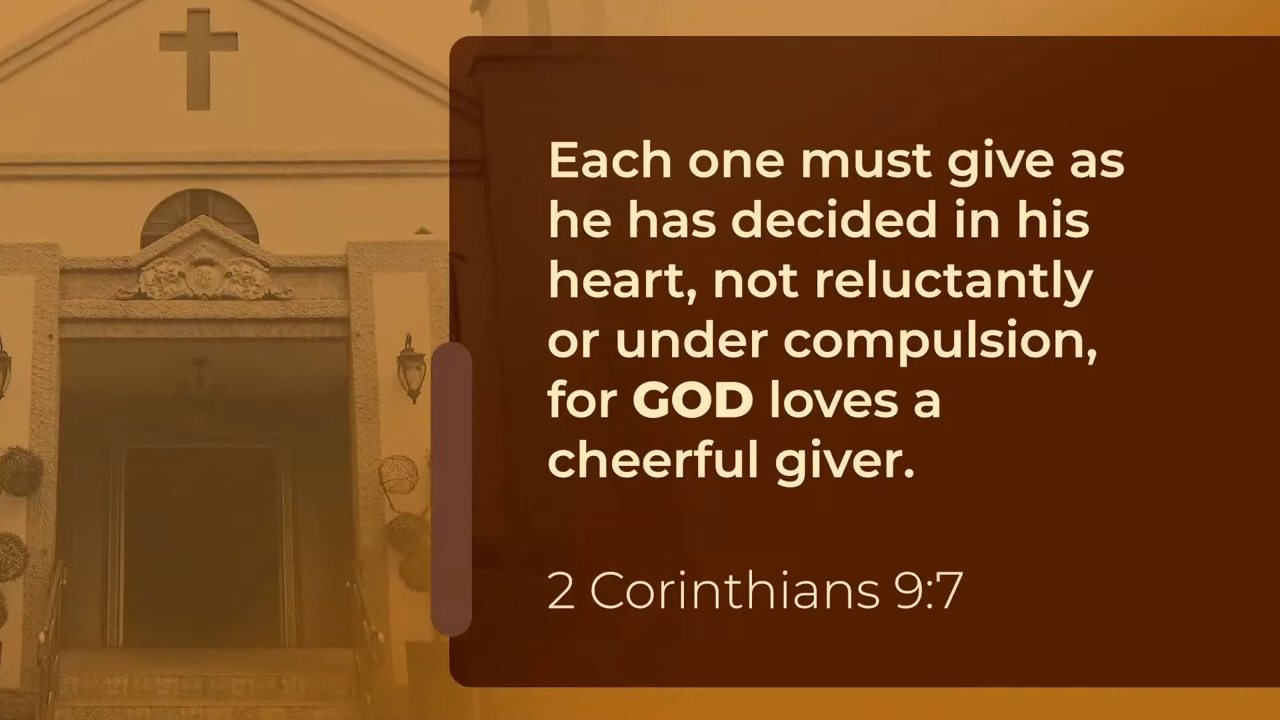 Each one must give as
he has decided in his
heart, not reluctantly
or under compulsion,
for GOD loves a
cheerful giver.
2 Corinthians 9:7